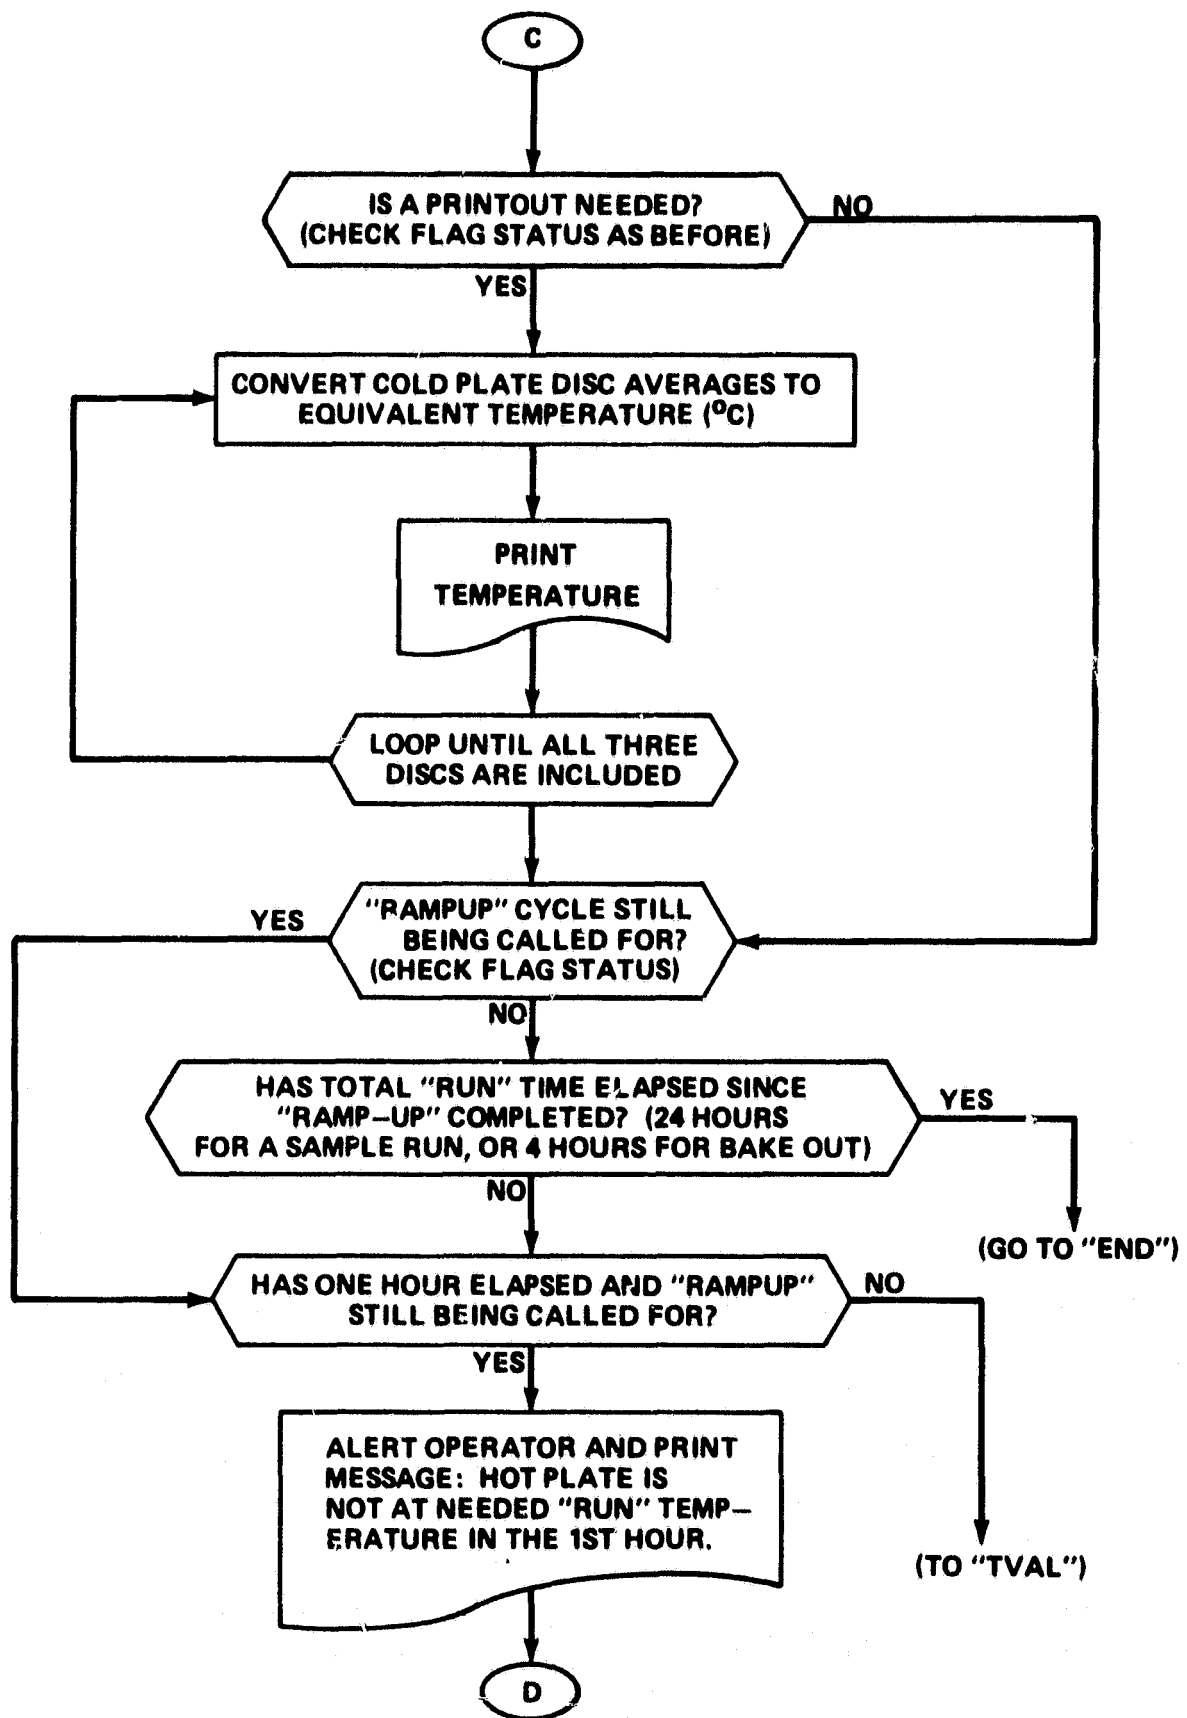 C
IS A PRINTOUT NEEDED?
(CHECK FLAG STATUS AS BEFORE)
NO
YES
CONVERT COLD PLATE DISC AVERAGES TO
EQUIVALENT TEMPERATURE (°C)
PRINT
TEMPERATURE
LOOP UNTIL ALL THREE
DISCS ARE INCLUDED
YES
"RAMPUP" CYCLE STILL
BEING CALLED FOR?
(CHECK FLAG STATUS)
NO
HAS TOTAL "RUN" TIME ELAPSED SINCE
"RAMP-UP" COMPLETED? (24 HOURS
FOR A SAMPLE RUN, OR 4 HOURS FOR BAKE OUT)
YES
NO
(GO TO "END")
HAS ONE HOUR ELAPSED AND "RAMPUP"
STILL BEING CALLED FOR?
NO
YES
ALERT OPERATOR AND PRINT
MESSAGE: HOT PLATE IS
NOT AT NEEDED "RUN" TEMP-
ERATURE IN THE 1ST HOUR.
(TO "TVAL")
D